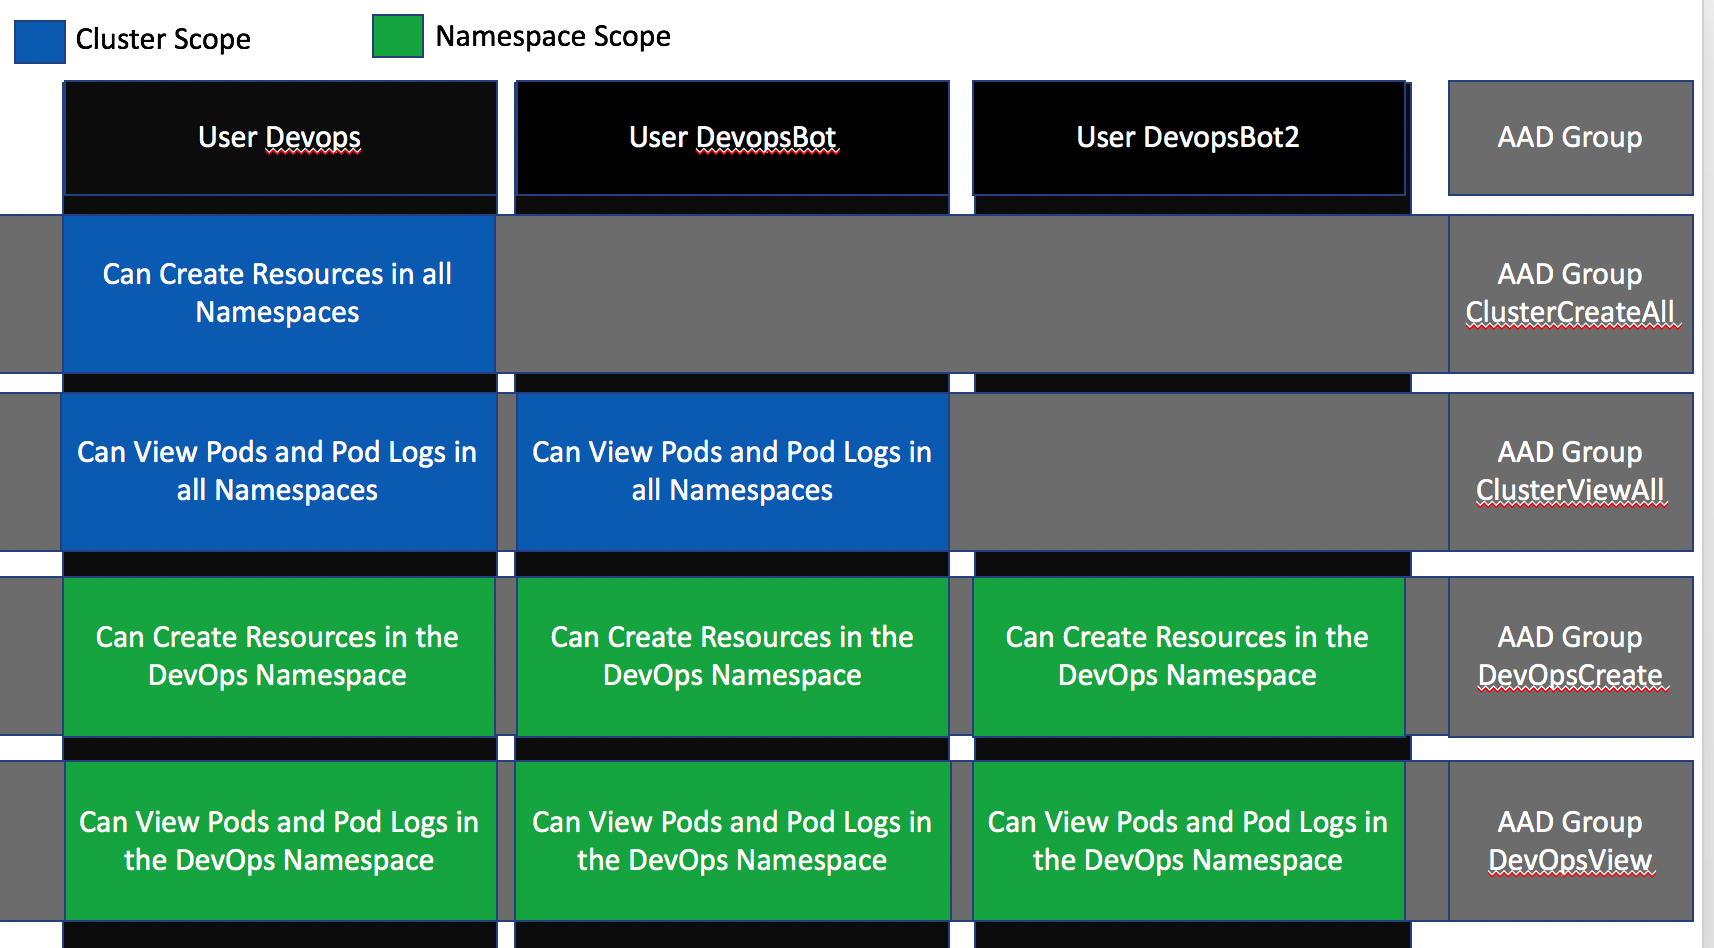 Cluster Scope
Namespace Scope
User Devops
User DevopsBot
User DevopsBot2
AAD Group
Can Create Resources in all
Namespaces
AAD Group
ClusterCreateAll
Can View Pods and Pod Logs in
all Namespaces
Can View Pods and Pod Logs in
all Namespaces
AAD Group
ClusterViewAll
Can Create Resources in the
DevOps Namespace
Can Create Resources in the
DevOps Namespace
Can Create Resources in the
DevOps Namespace
AAD Group
DevOpsCreate
Can View Pods and Pod Logs in
the DevOps Namespace
Can View Pods and Pod Logs in
the DevOps Namespace
Can View Pods and Pod Logs in
the DevOps Namespace
AAD Group
DevOpsView